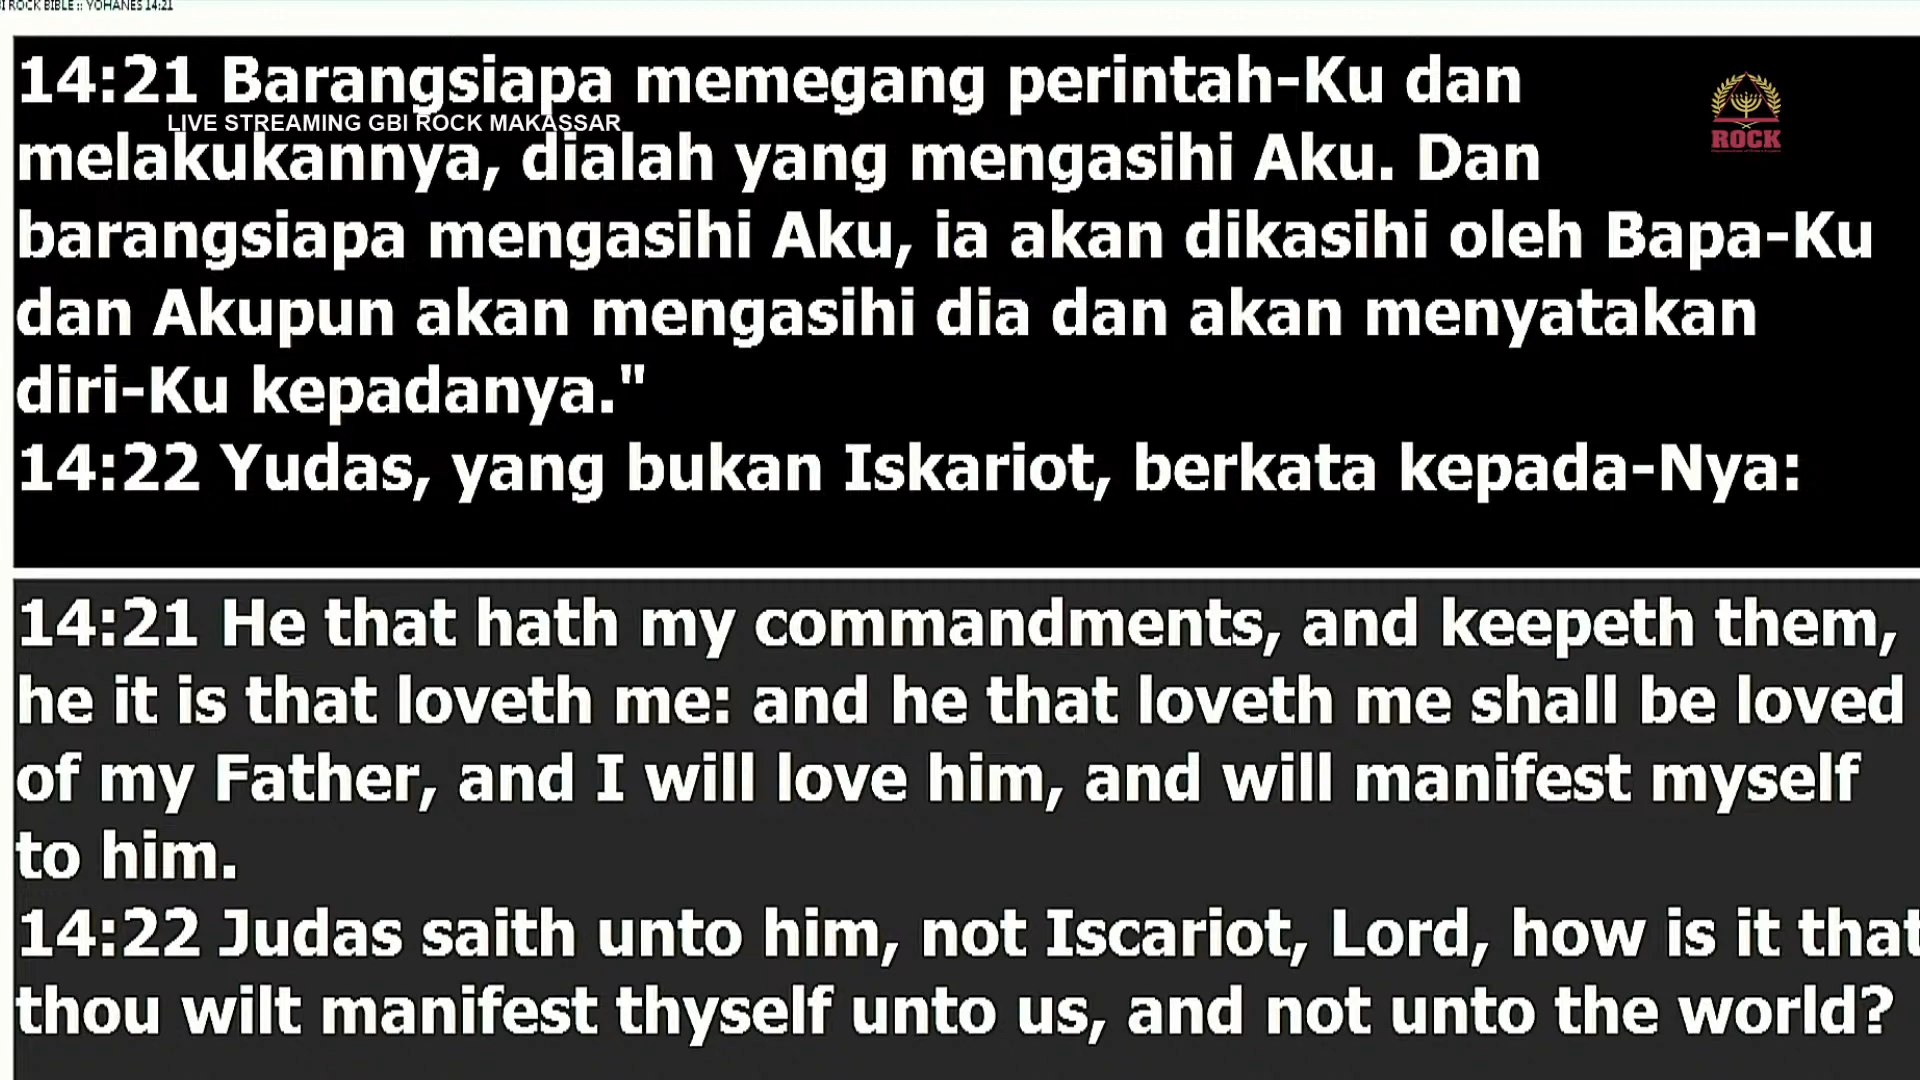 BI ROCK BIBLE :: YOHANES 14:21
14:21 Barangsiapa memegang perintah-Ku dan
LIVE STREAMING GBI ROCK MAKASSAR
ROCK
melakukannya, dialah yang mengasihi Aku. Dan
barangsiapa mengasihi Aku, ia akan dikasihi oleh Bapa-Ku
dan Akupun akan mengasihi dia dan akan menyatakan
diri-Ku kepadanya."
14:22 Yudas, yang bukan Iskariot, berkata kepada-Nya:
14:21 He that hath my commandments, and keepeth them,
he it is that loveth me: and he that loveth me shall be loved
of my Father, and I will love him, and will manifest myself
to him.
14:22 Judas saith unto him, not Iscariot, Lord, how is it that
thou wilt manifest thyself unto us, and not unto the world?